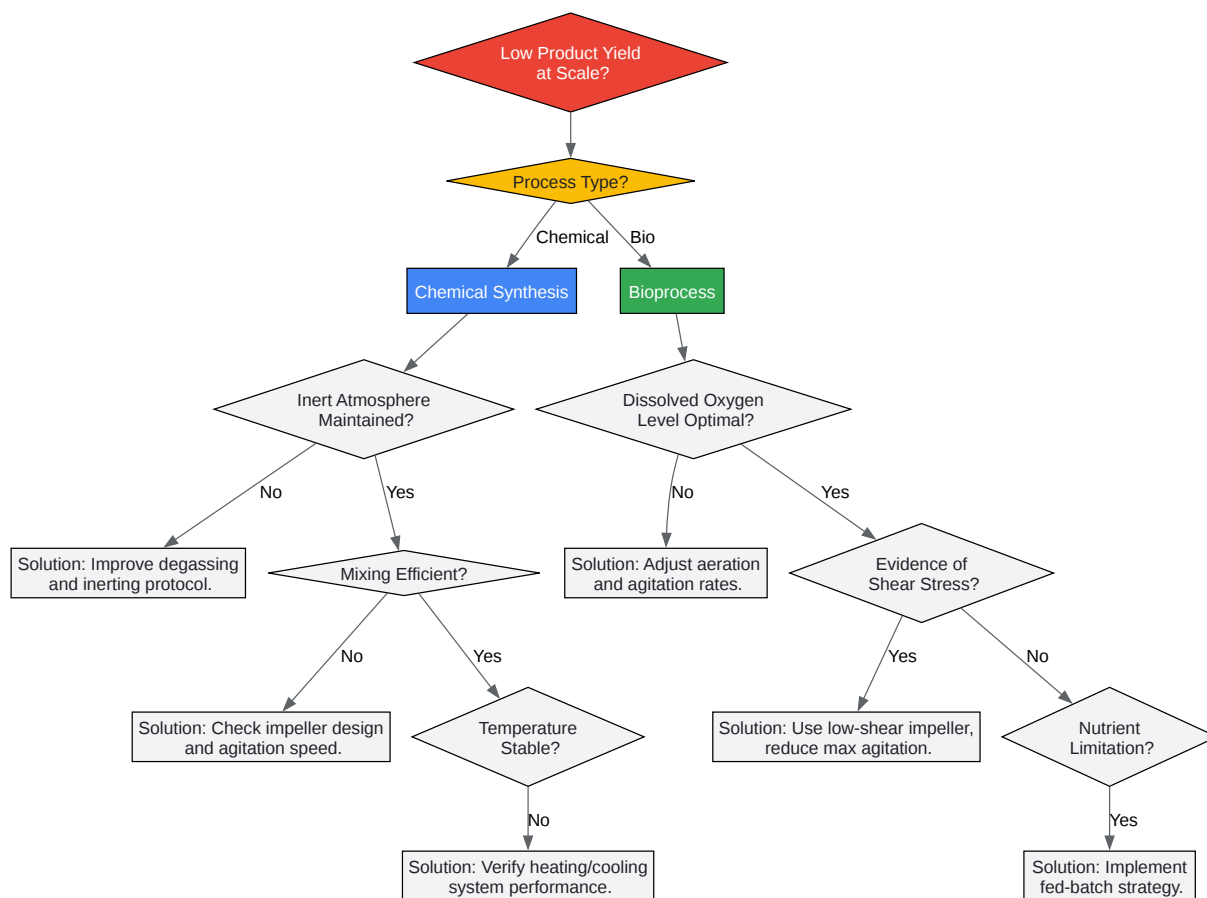 Low Product Yield
at Scale?
Process Type?
Chemical
Bio
Chemical Synthesis
Bioprocess
Inert Atmosphere
Maintained?
Dissolved Oxygen
Level Optimal?
No
Yes
No
Yes
Solution: Improve degassing
and inerting protocol.
Mixing Efficient?
Solution: Adjust aeration
and agitation rates.
Evidence of
Shear Stress?
No
Yes
Yes
No
Solution: Check impeller design
and agitation speed.
Temperature
Stable?
Solution: Use low-shear impeller,
reduce max agitation.
Nutrient
Limitation?
No
Yes
Solution: Verify heating/cooling
system performance.
Solution: Implement
fed-batch strategy.